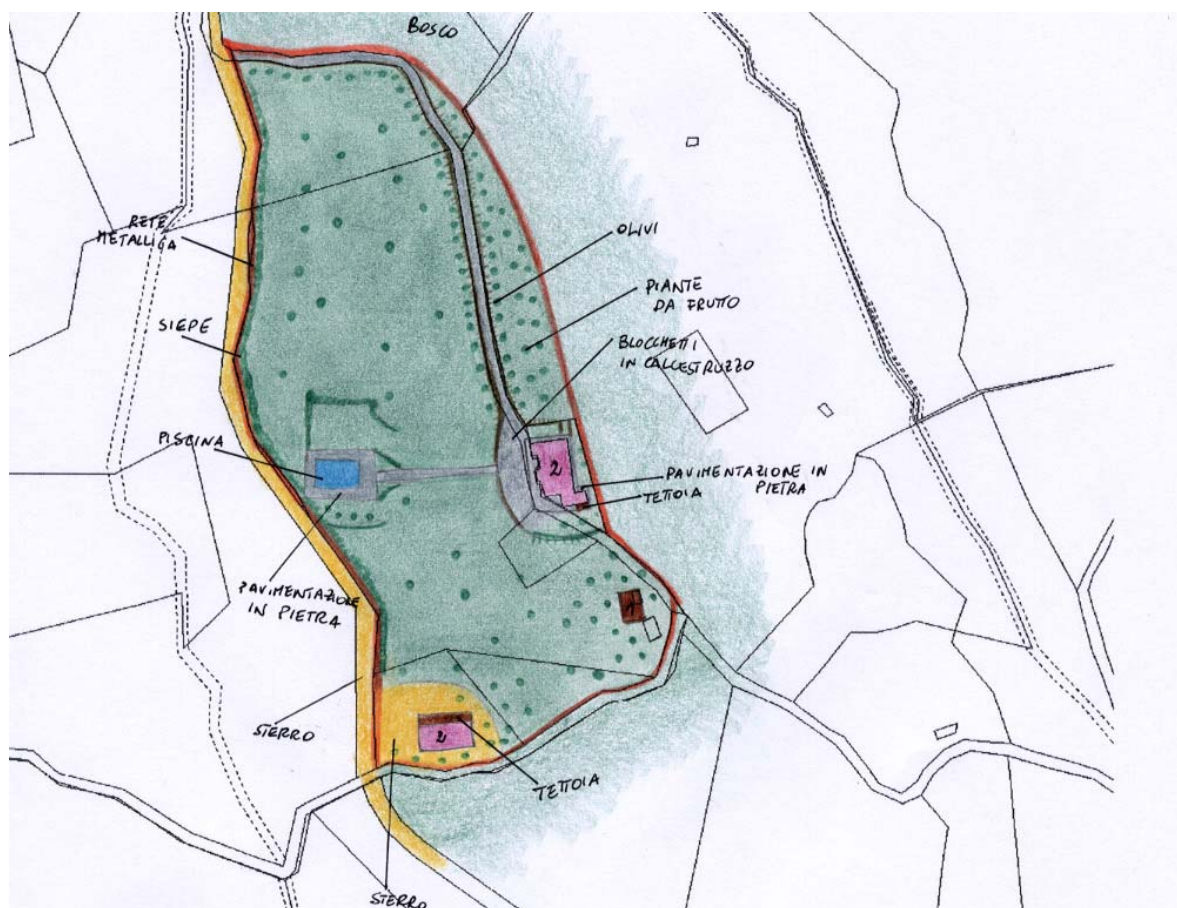 BOSCO
RETE
METALLICA
OLIVI
PIANTE
DA FRUTTO
SIEPE
BLOCCHETTI
IN CALCESTRUZZO
PISCINA
2
PAVIMENTAZIONE IN
PIETRA
TETTOIA
PAVIMENTAZIONE
IN PIETRA
1
STERRO
2
TETTOIA
STERRO